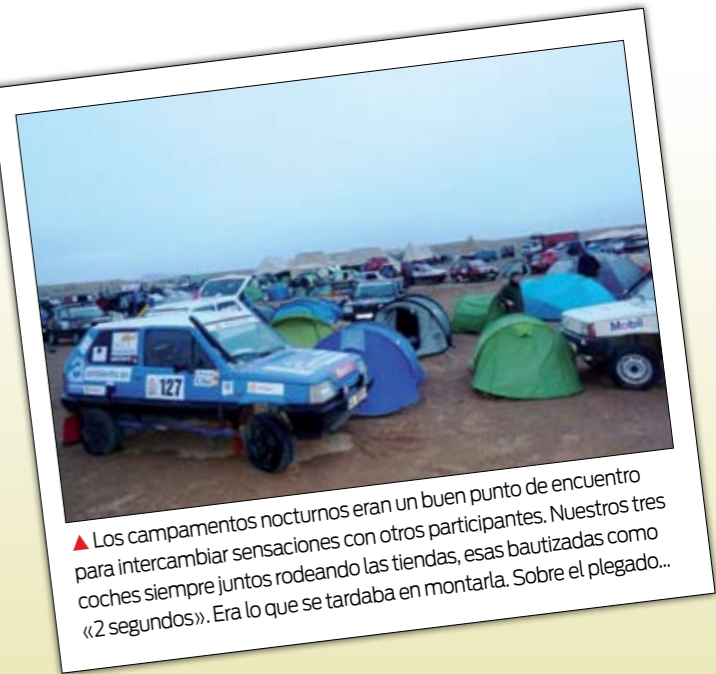 127
Mobil
▲ Los campamentos nocturnos eran un buen punto de encuentro
para intercambiar sensaciones con otros participantes. Nuestros tres
coches siempre juntos rodeando las tiendas, esas bautizadas como
«2 segundos». Era lo que se tardaba en montarla. Sobre el plegado...